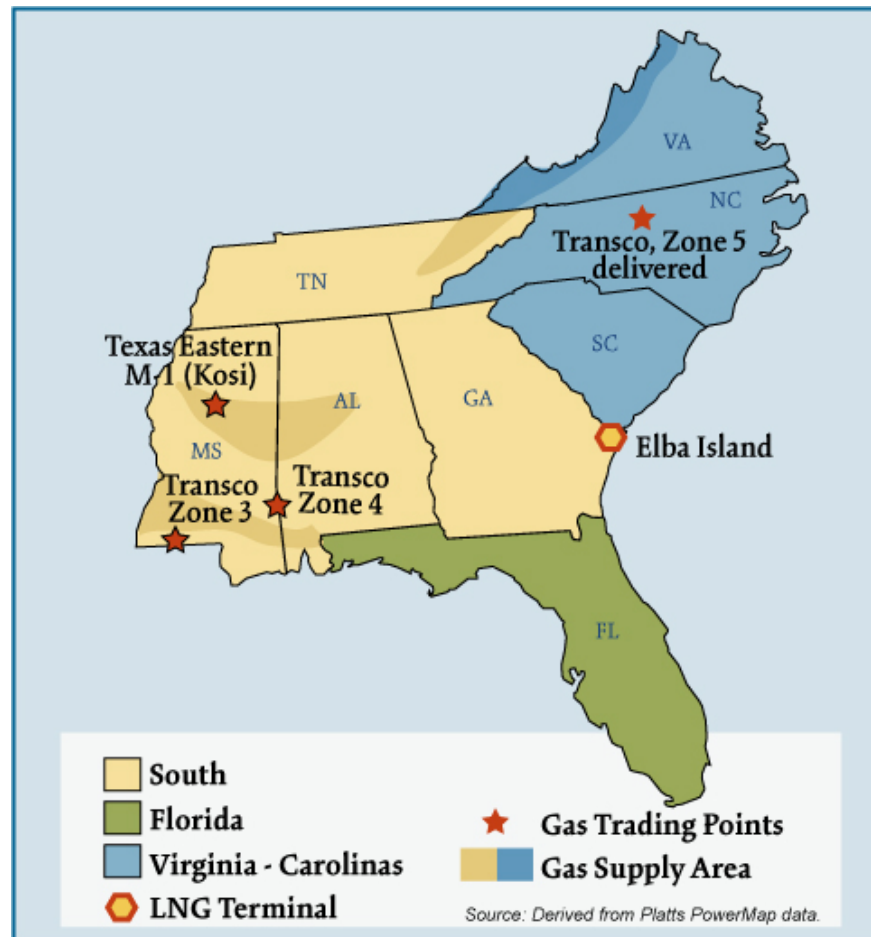 VA
NC
Transco, Zone 5
delivered
TN
SC
Texas Eastern
M-1 (Kosi)
AL
GA
MS
Elba Island
Transco
Zone 3
Transco
Zone 4
FL
South
Florida
Virginia - Carolinas
LNG Terminal
Gas Trading Points
Gas Supply Area
Source: Derived from Platts PowerMap data.